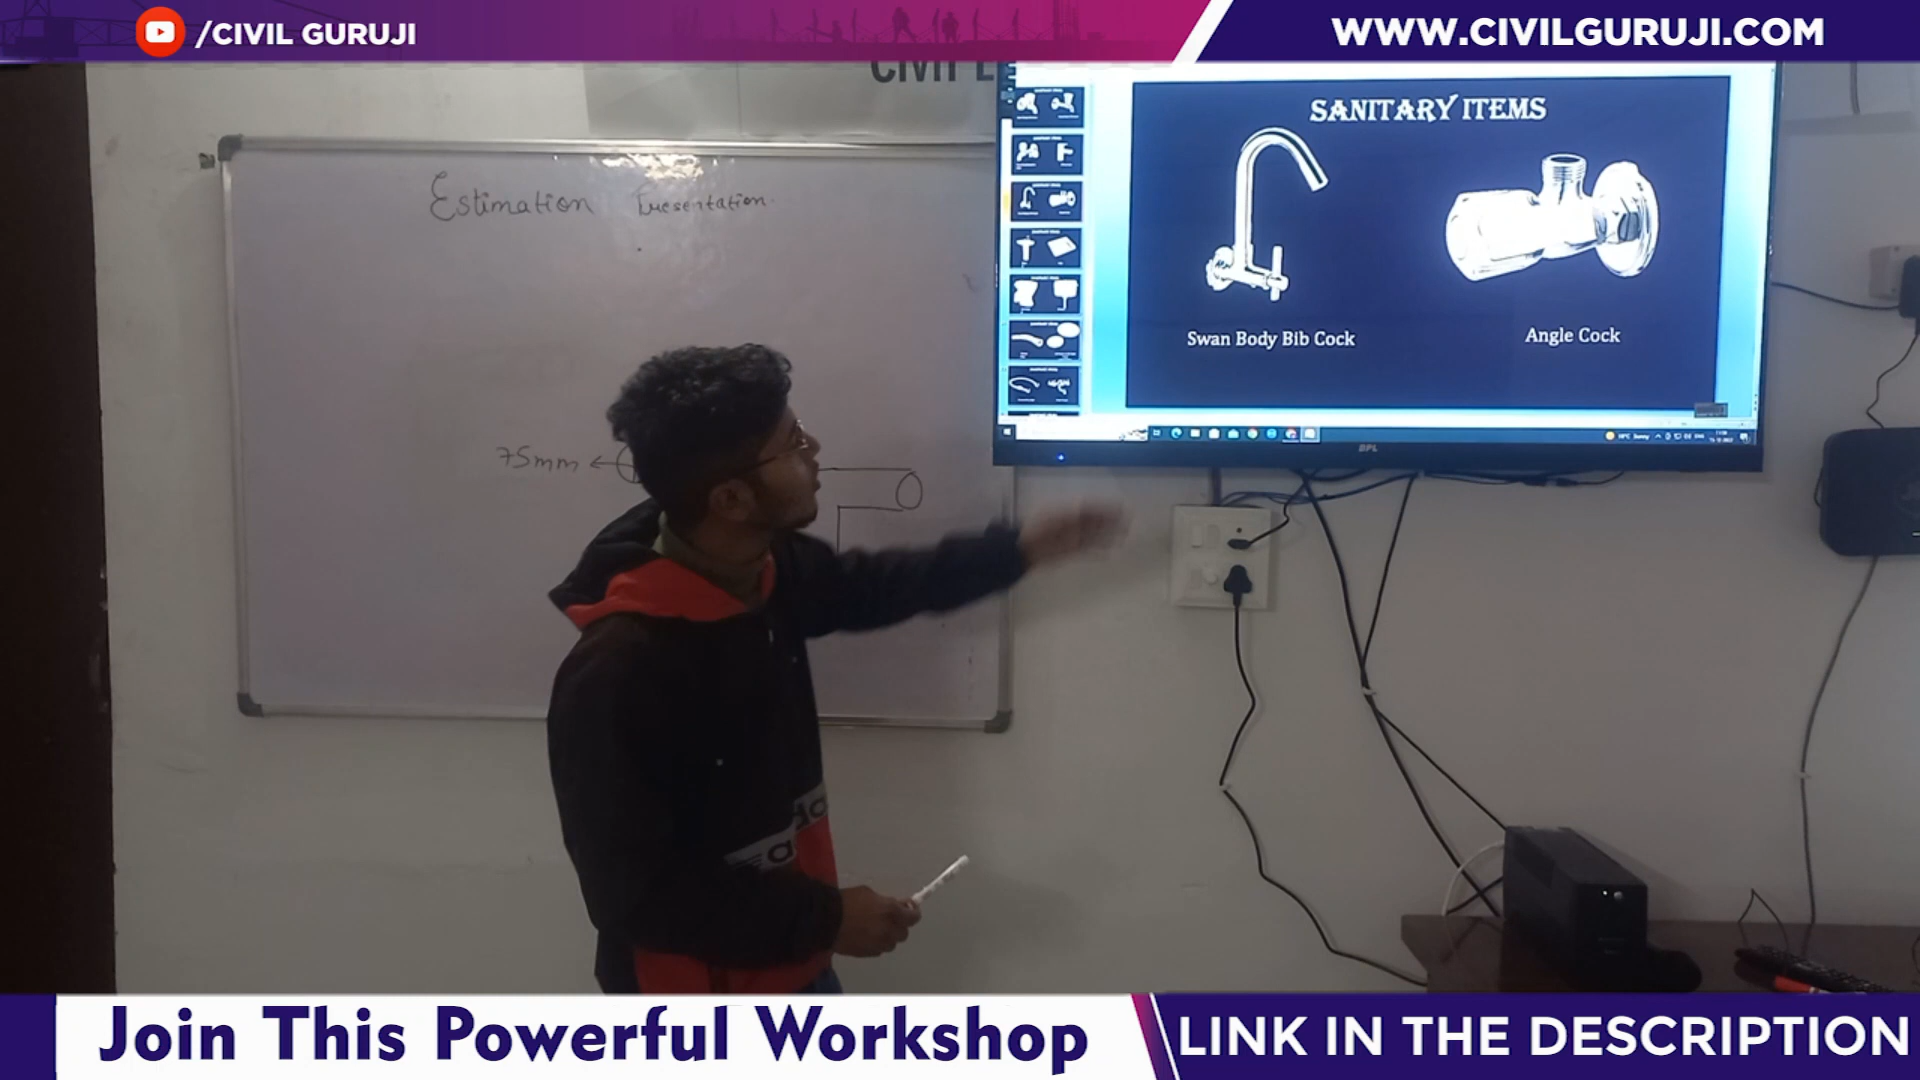 /CIVIL GURUJI
WWW.CIVILGURUJI.COM
SANITARY ITEMS
Estimation Presentation.
Swan Body Bib Cock
Angle Cock
75mm
BPL
Join This Powerful Workshop
LINK IN THE DESCRIPTION